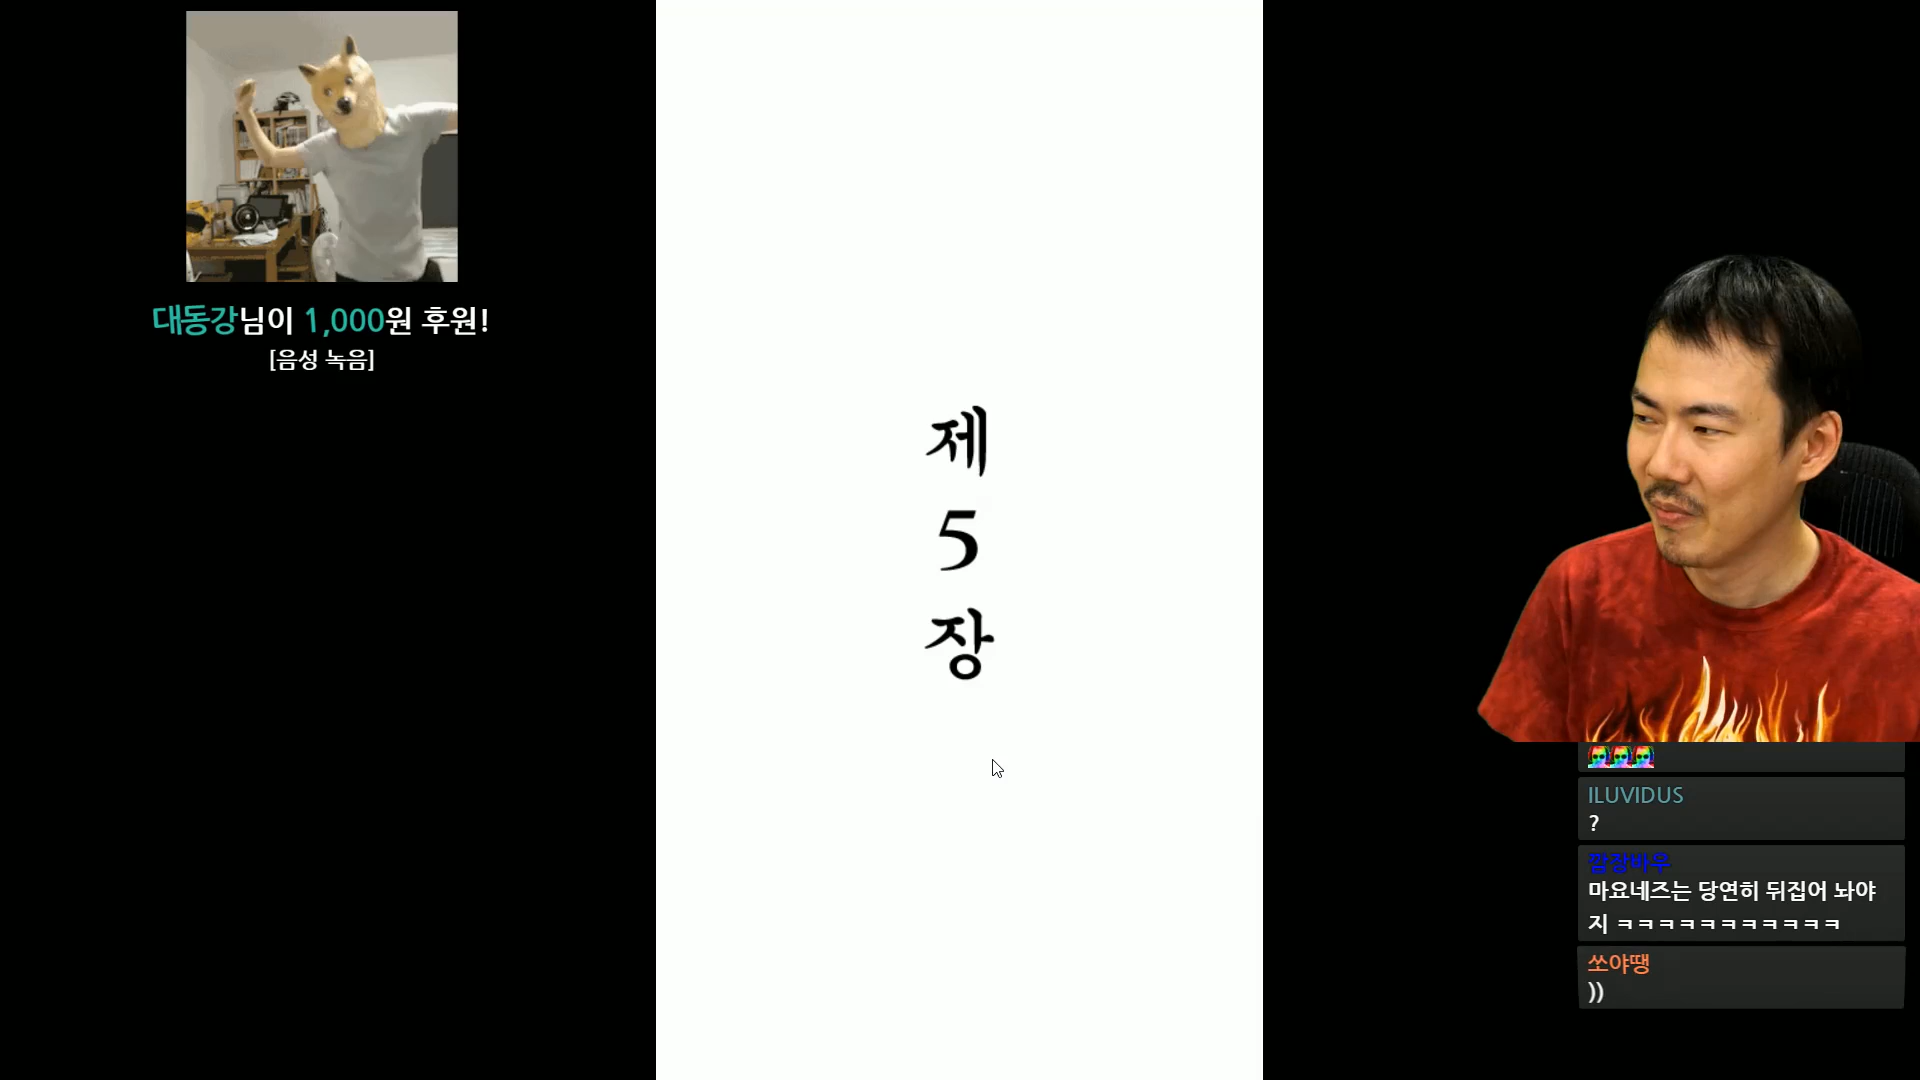 대동강님이 1,000원 후원!
[음성 녹음]
제
5
장
ILUVIDUS
?
깜장바우
마요네즈는 당연히 뒤집어 놔야
지 ㅋㅋㅋㅋㅋㅋㅋㅋㅋㅋㅋ
쏘야땡
))